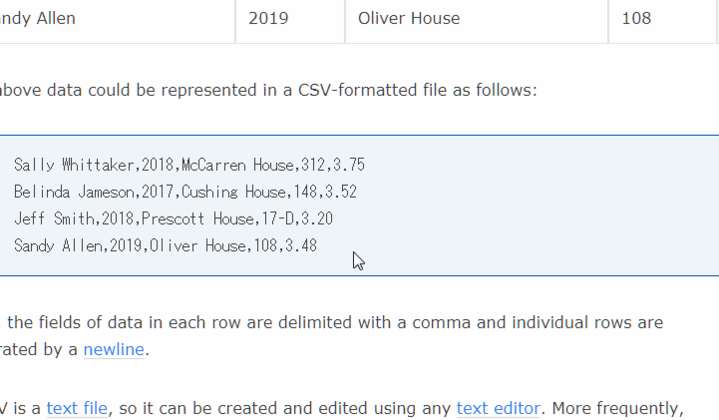 ndy Allen 2019 Oliver House 108
above data could be represented in a CSV-formatted file as follows:
Sally Whittaker,2018,McCarren House,312,3.75
Belinda Jameson,2017,Cushing House,148,3.52
Jeff Smith,2018,Prescott House,17-D,3.20
Sandy Allen,2019,Oliver House,108,3.48
, the fields of data in each row are delimited with a comma and individual rows are
rated by a newline.
V is a text file, so it can be created and edited using any text editor. More frequently,